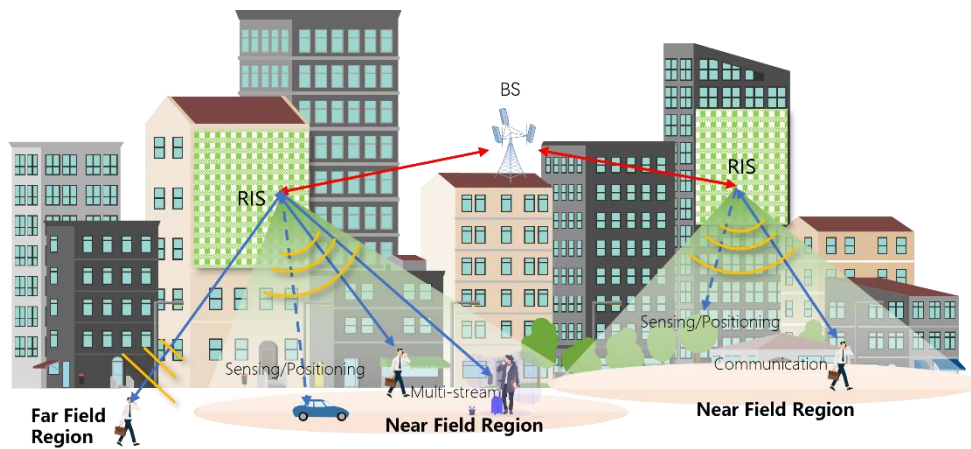 BS
RIS
RIS
Sensing/Positioning
Sensing/Positioning
Communication
Multi-stream
Far Field
Region
Near Field Region
Near Field Region